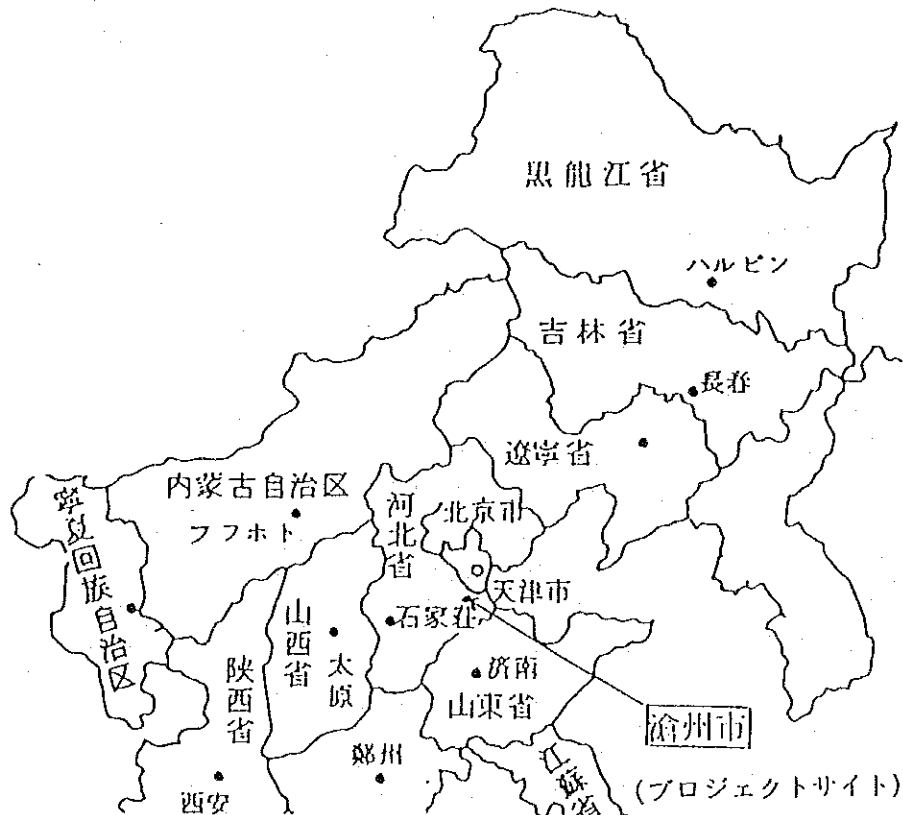 黒龍江省
ハルビン
吉林省
長春
遼寧省
内蒙古自治区
フフホト
寧夏回族自治区
河北省
北京市
天津市
石家荘
山西省
太原
陝西省
済南
山東省
滄州市
(プロジェクトサイト)
鄭州
西安
江蘇省